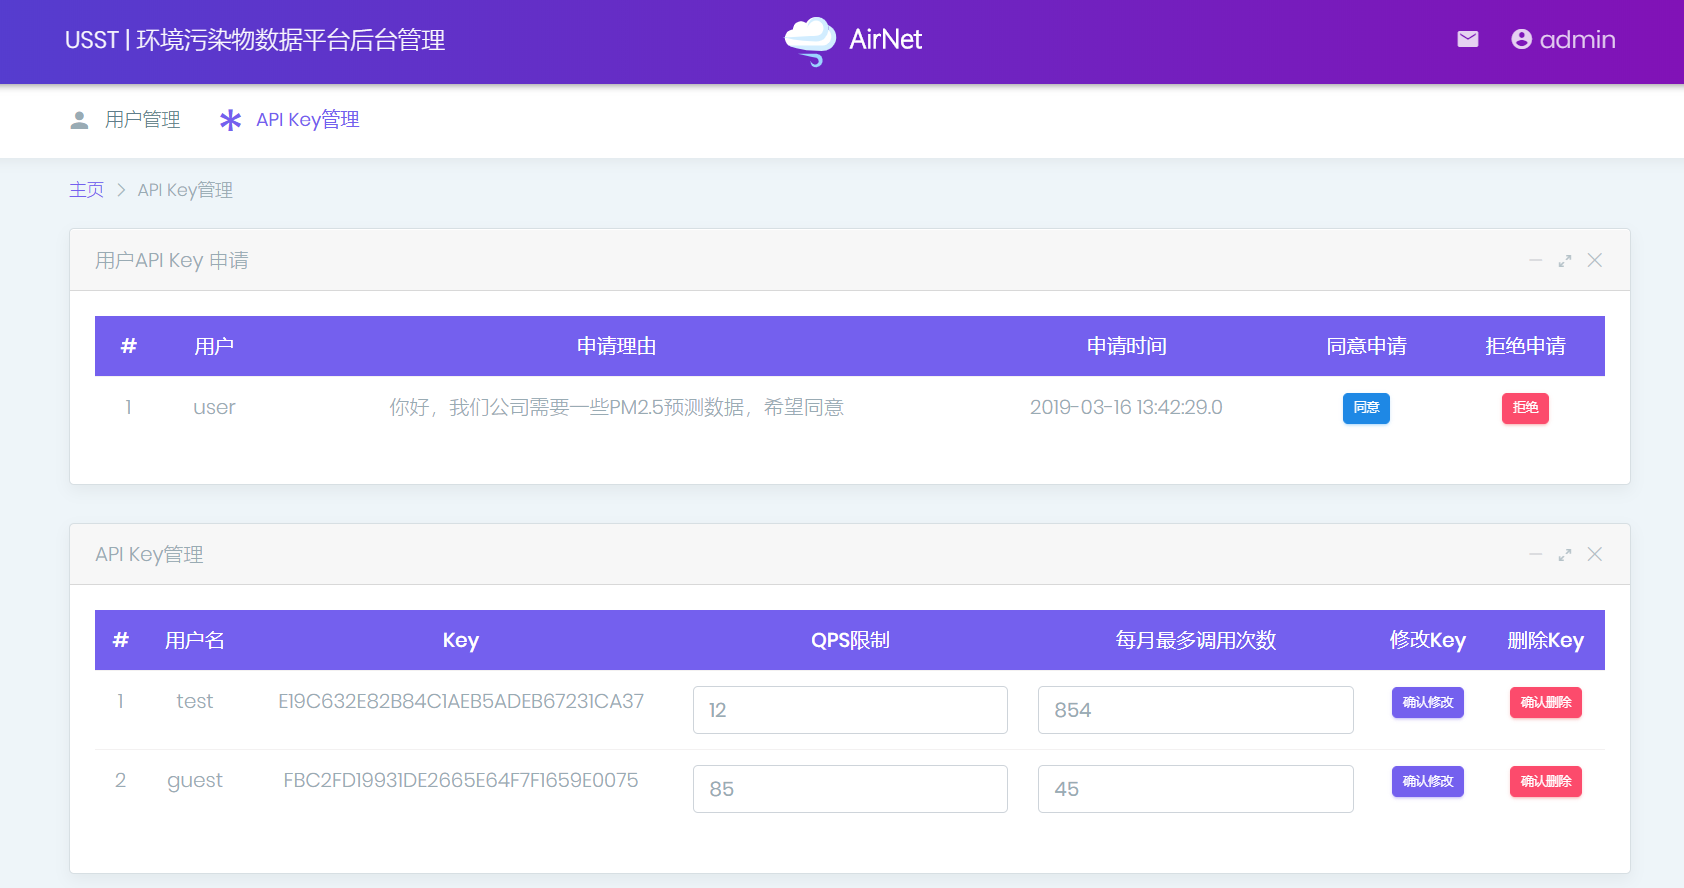 USST | 环境污染物数据平台后台管理
AirNet
admin
用户管理
API Key管理
主页 > API Key管理
用户API Key 申请
# 用户 申请理由 申请时间 同意申请 拒绝申请
1 user 你好，我们公司需要一些PM2.5预测数据，希望同意 2019-03-16 13:42:29.0 同意 拒绝
API Key管理
# 用户名 Key QPS限制 每月最多调用次数 修改Key 删除Key
1 test E19C632E82B84C1AEB5ADEB67231CA37 12 854 确认修改 确认删除
2 guest FBC2FD19931DE2665E64F7F1659E0075 85 45 确认修改 确认删除